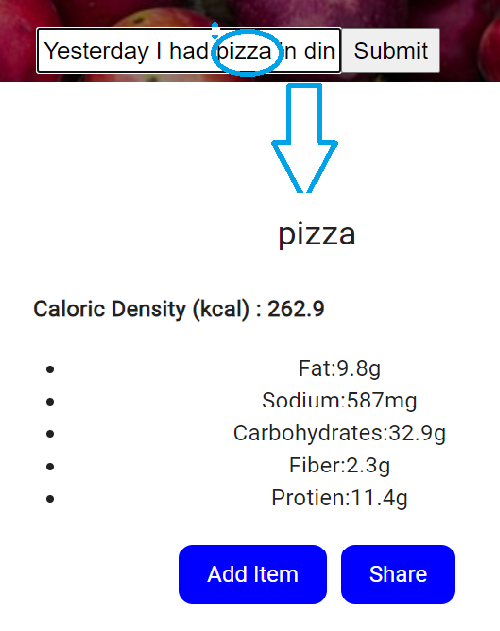 Yesterday I had pizza in din Submit
pizza
Caloric Density (kcal) : 262.9
Fat:9.8g
Sodium:587mg
Carbohydrates:32.9g
Fiber:2.3g
Protien:11.4g
Add Item Share